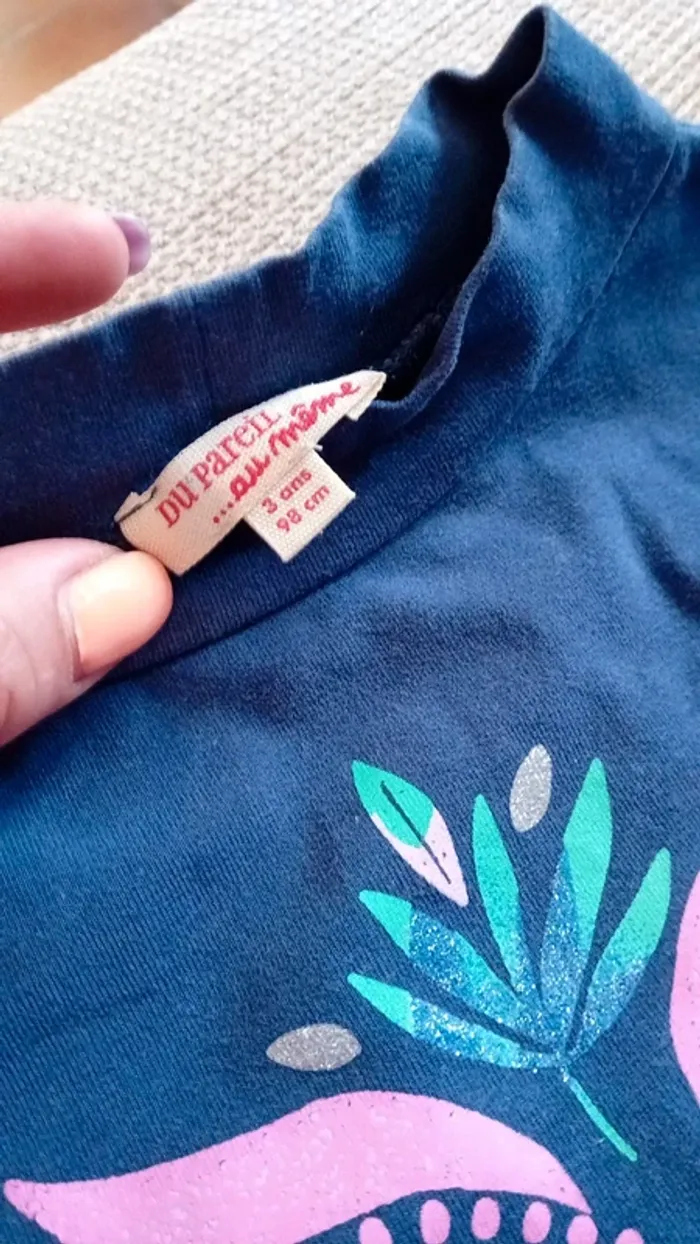 DU PAREIL
...au même
3 ans
98 cm